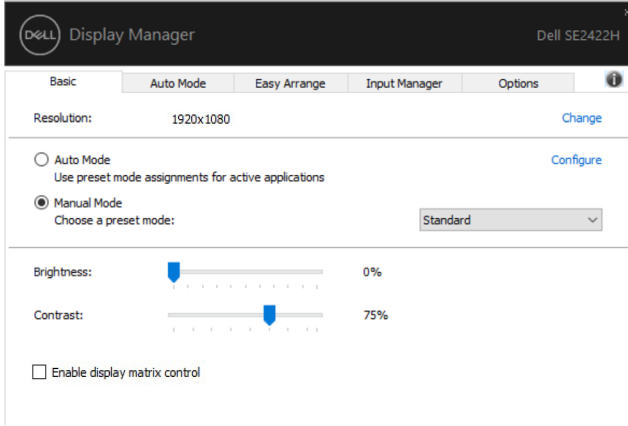 DELL Display Manager Dell SE2422H
Basic Auto Mode Easy Arrange Input Manager Options
Resolution: 1920x1080 Change
Auto Mode Configure
Use preset mode assignments for active applications
Manual Mode
Choose a preset mode: Standard
Brightness: 0%
Contrast: 75%
Enable display matrix control